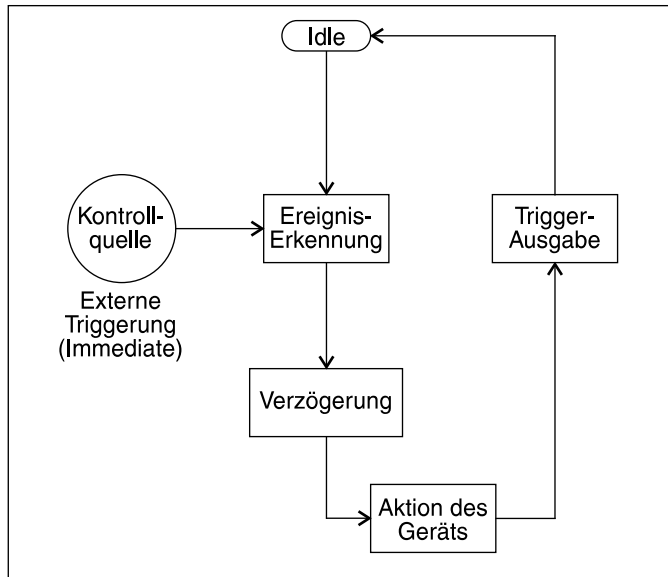 Idle
Kontroll-
quelle
Externe
Triggerung
(Immediate)
Ereignis-
Erkennung
Trigger-
Ausgabe
Verzögerung
Aktion des
Geräts